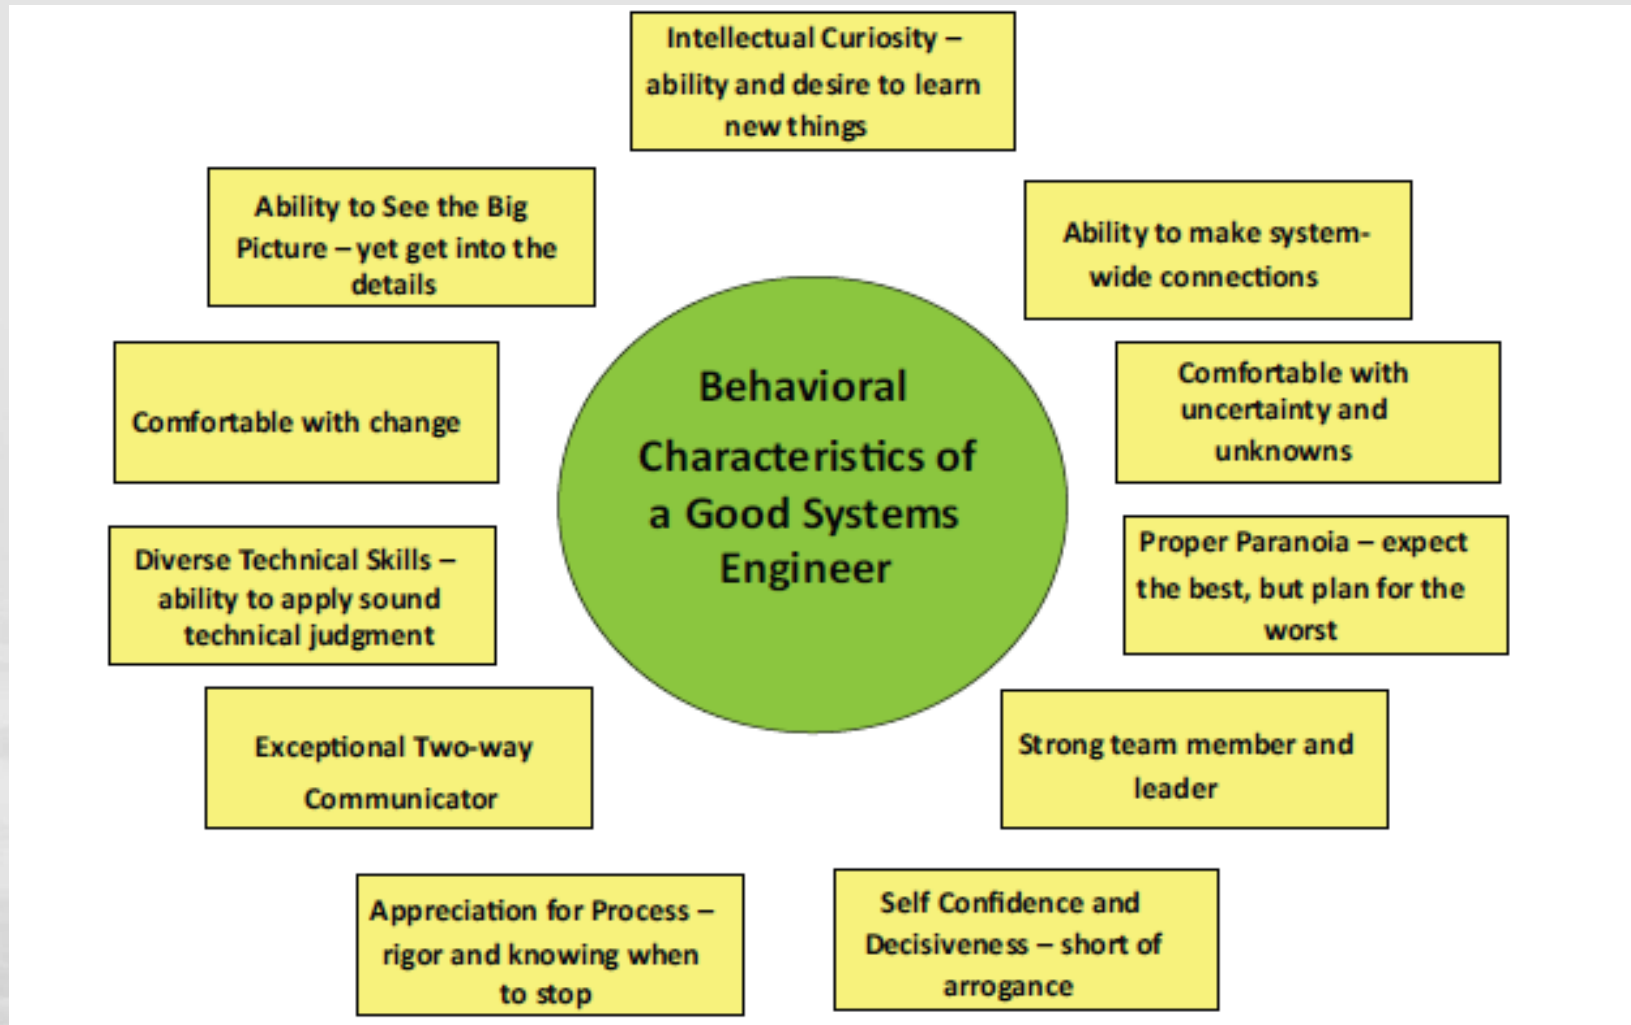 Intellectual Curiosity –
ability and desire to learn
new things
Ability to See the Big
Picture – yet get into the
details
Ability to make system-
wide connections
Comfortable with change
Behavioral
Characteristics of
a Good Systems
Engineer
Comfortable with
uncertainty and
unknowns
Diverse Technical Skills –
ability to apply sound
technical judgment
Proper Paranoia – expect
the best, but plan for the
worst
Exceptional Two-way
Communicator
Strong team member and
leader
Appreciation for Process –
rigor and knowing when
to stop
Self Confidence and
Decisiveness – short of
arrogance